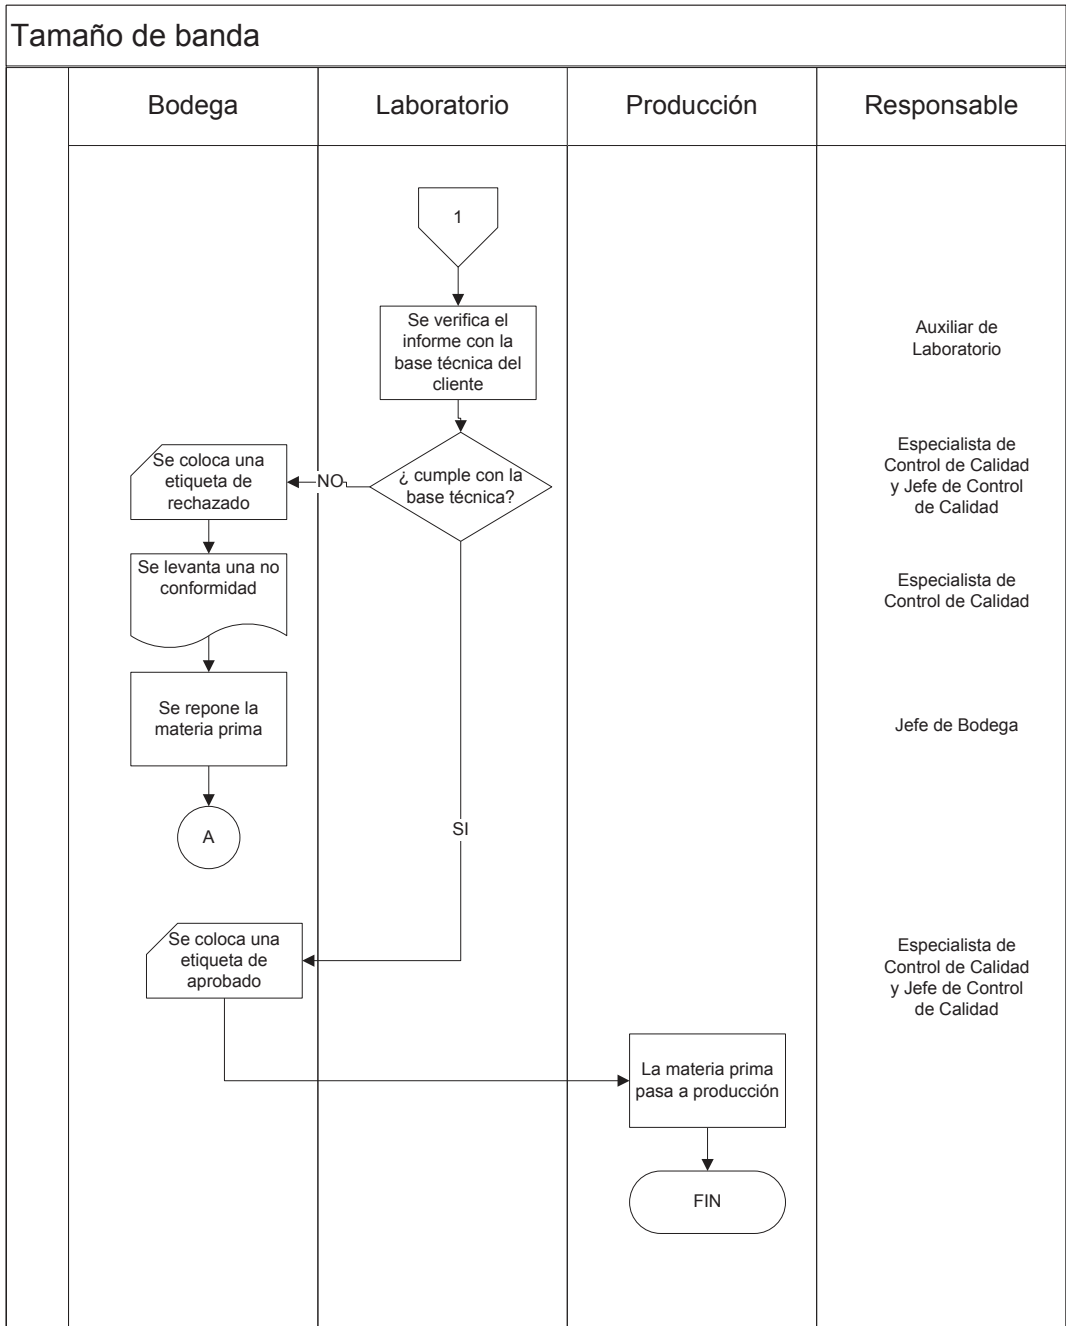 Tamaño de banda
Bodega
Laboratorio
Producción
Responsable
1
Se verifica el
informe con la
base técnica del
cliente
Auxiliar de
Laboratorio
¿ cumple con la
base técnica?
NO
Se coloca una
etiqueta de
rechazado
Especialista de
Control de Calidad
y Jefe de Control
de Calidad
Se levanta una no
conformidad
Especialista de
Control de Calidad
Se repone la
materia prima
Jefe de Bodega
A
SI
Se coloca una
etiqueta de
aprobado
Especialista de
Control de Calidad
y Jefe de Control
de Calidad
La materia prima
pasa a producción
FIN